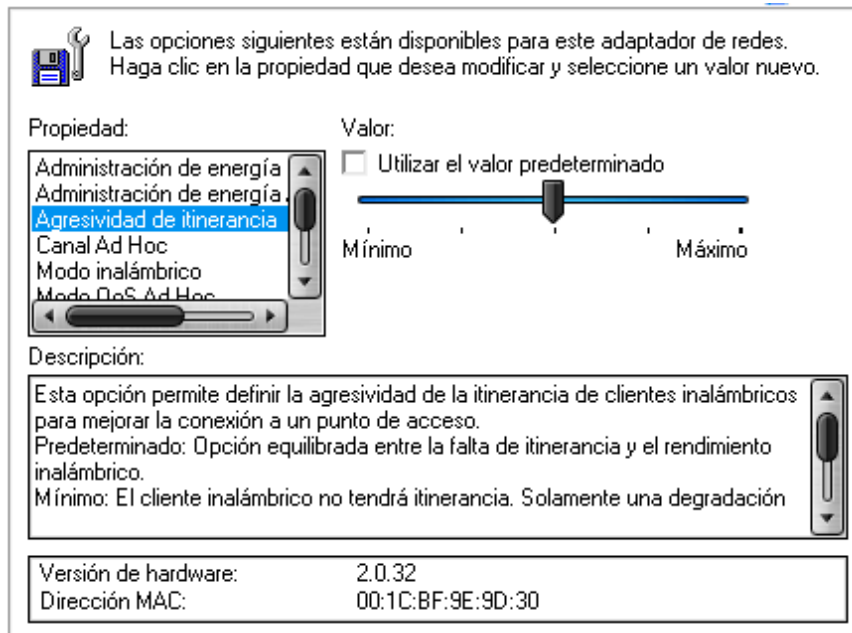 Las opciones siguientes están disponibles para este adaptador de redes.
Haga clic en la propiedad que desea modificar y seleccione un valor nuevo.
Propiedad:
Valor:
Administración de energía
Administración de energía
Agresividad de itinerancia
Canal Ad Hoc
Modo inalámbrico
Modo QoS Ad Hoc
Utilizar el valor predeterminado
Mínimo
Máximo
Descripción:
Esta opción permite definir la agresividad de la itinerancia de clientes inalámbricos
para mejorar la conexión a un punto de acceso.
Predeterminado: Opción equilibrada entre la falta de itinerancia y el rendimiento
inalámbrico.
Mínimo: El cliente inalámbrico no tendrá itinerancia. Solamente una degradación
Versión de hardware: 2.0.32
Dirección MAC: 00:1C:BF:9E:9D:30